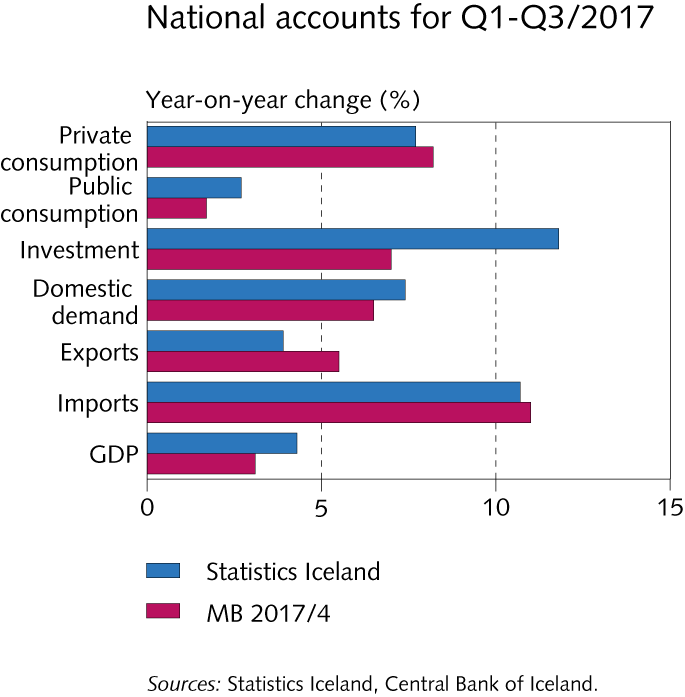 National accounts for Q1-Q3/2017
Year-on-year change (%)
Private
consumption
Public
consumption
Investment
Domestic
demand
Exports
Imports
GDP
0 5 10 15
Statistics Iceland
MB 2017/4
Sources: Statistics Iceland, Central Bank of Iceland.